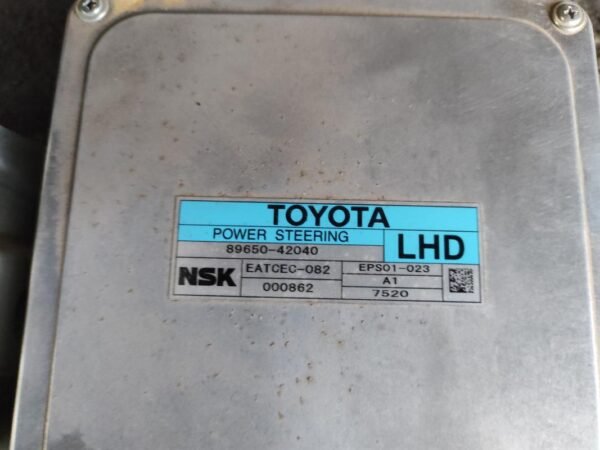 TOYOTA
POWER STEERING
89650-42040
LHD
NSK
EATCEC-082
EPS01-023
000862
A1
7520